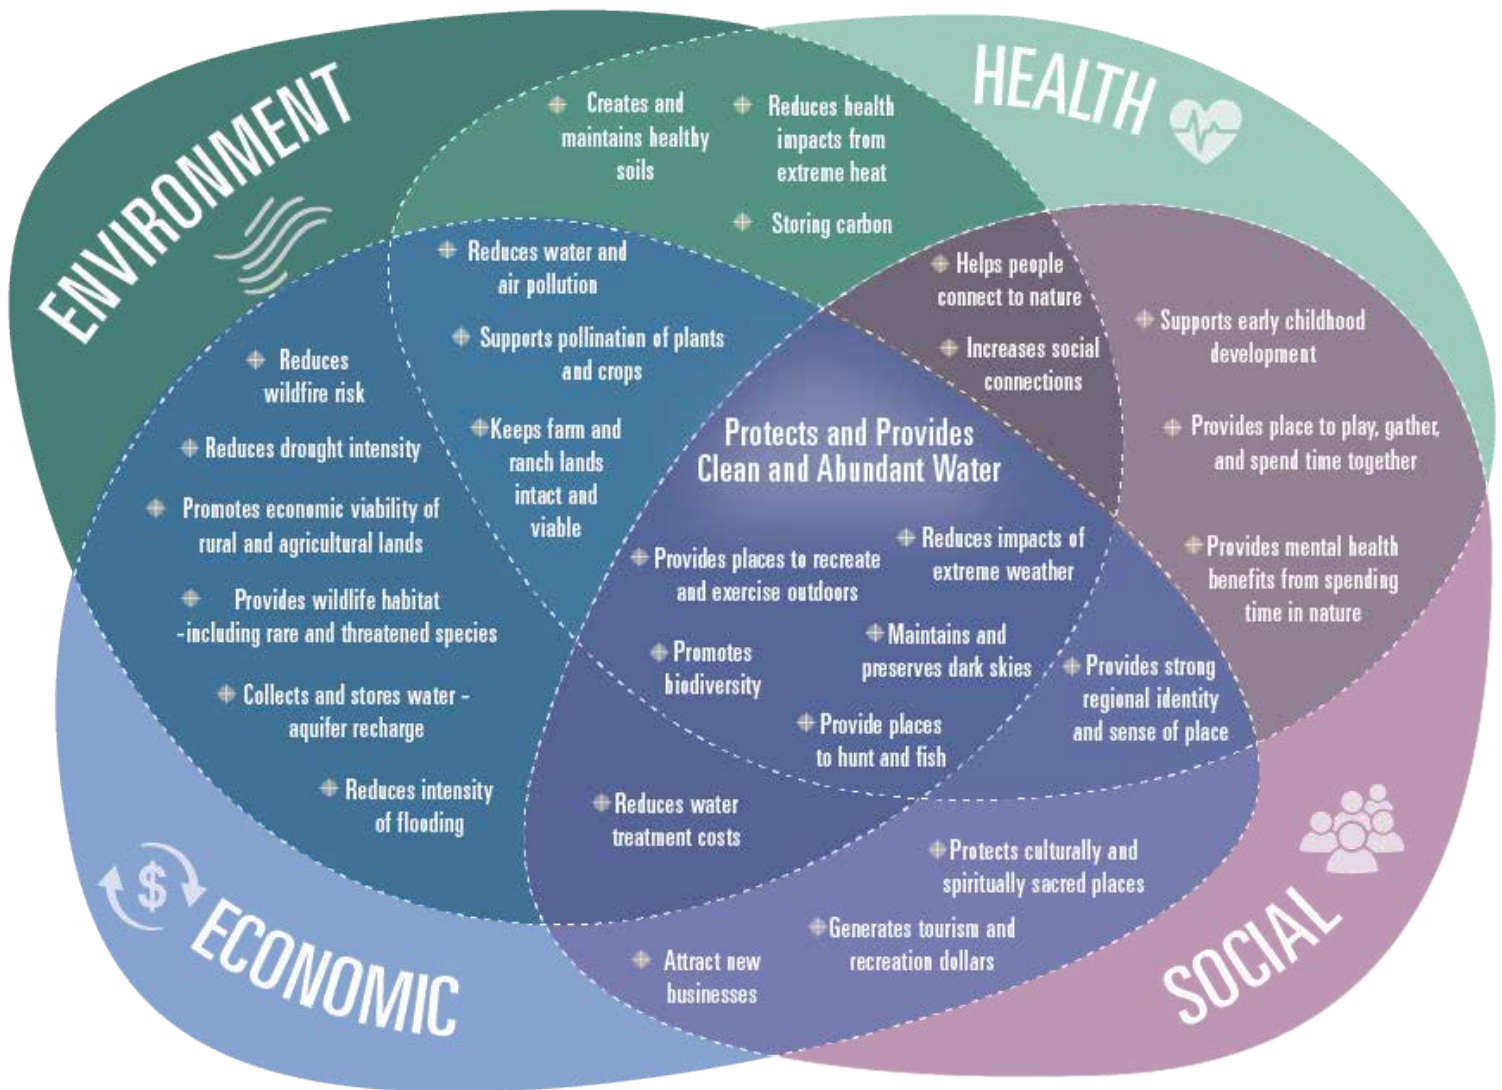 ENVIRONMENT
HEALTH
Creates and
maintains healthy
soils
Reduces health
impacts from
extreme heat
Storing carbon
Reduces water and
air pollution
Supports pollination of plants
and crops
Keeps farm and
ranch lands
intact and
viable
Helps people
connect to nature
Increases social
connections
Supports early childhood
development
Provides place to play, gather,
and spend time together
Provides mental health
benefits from spending
time in nature
Reduces
wildfire risk
Reduces drought intensity
Promotes economic viability of
rural and agricultural lands
Provides wildlife habitat
-including rare and threatened species
Collects and stores water -
aquifer recharge
Reduces intensity
of flooding
Protects and Provides
Clean and Abundant Water
Provides places to recreate
and exercise outdoors
Reduces impacts of
extreme weather
Promotes
biodiversity
Maintains and
preserves dark skies
Provide places
to hunt and fish
Provides strong
regional identity
and sense of place
Reduces water
treatment costs
Protects culturally and
spiritually sacred places
Generates tourism and
recreation dollars
Attract new
businesses
$
ECONOMIC
SOCIAL